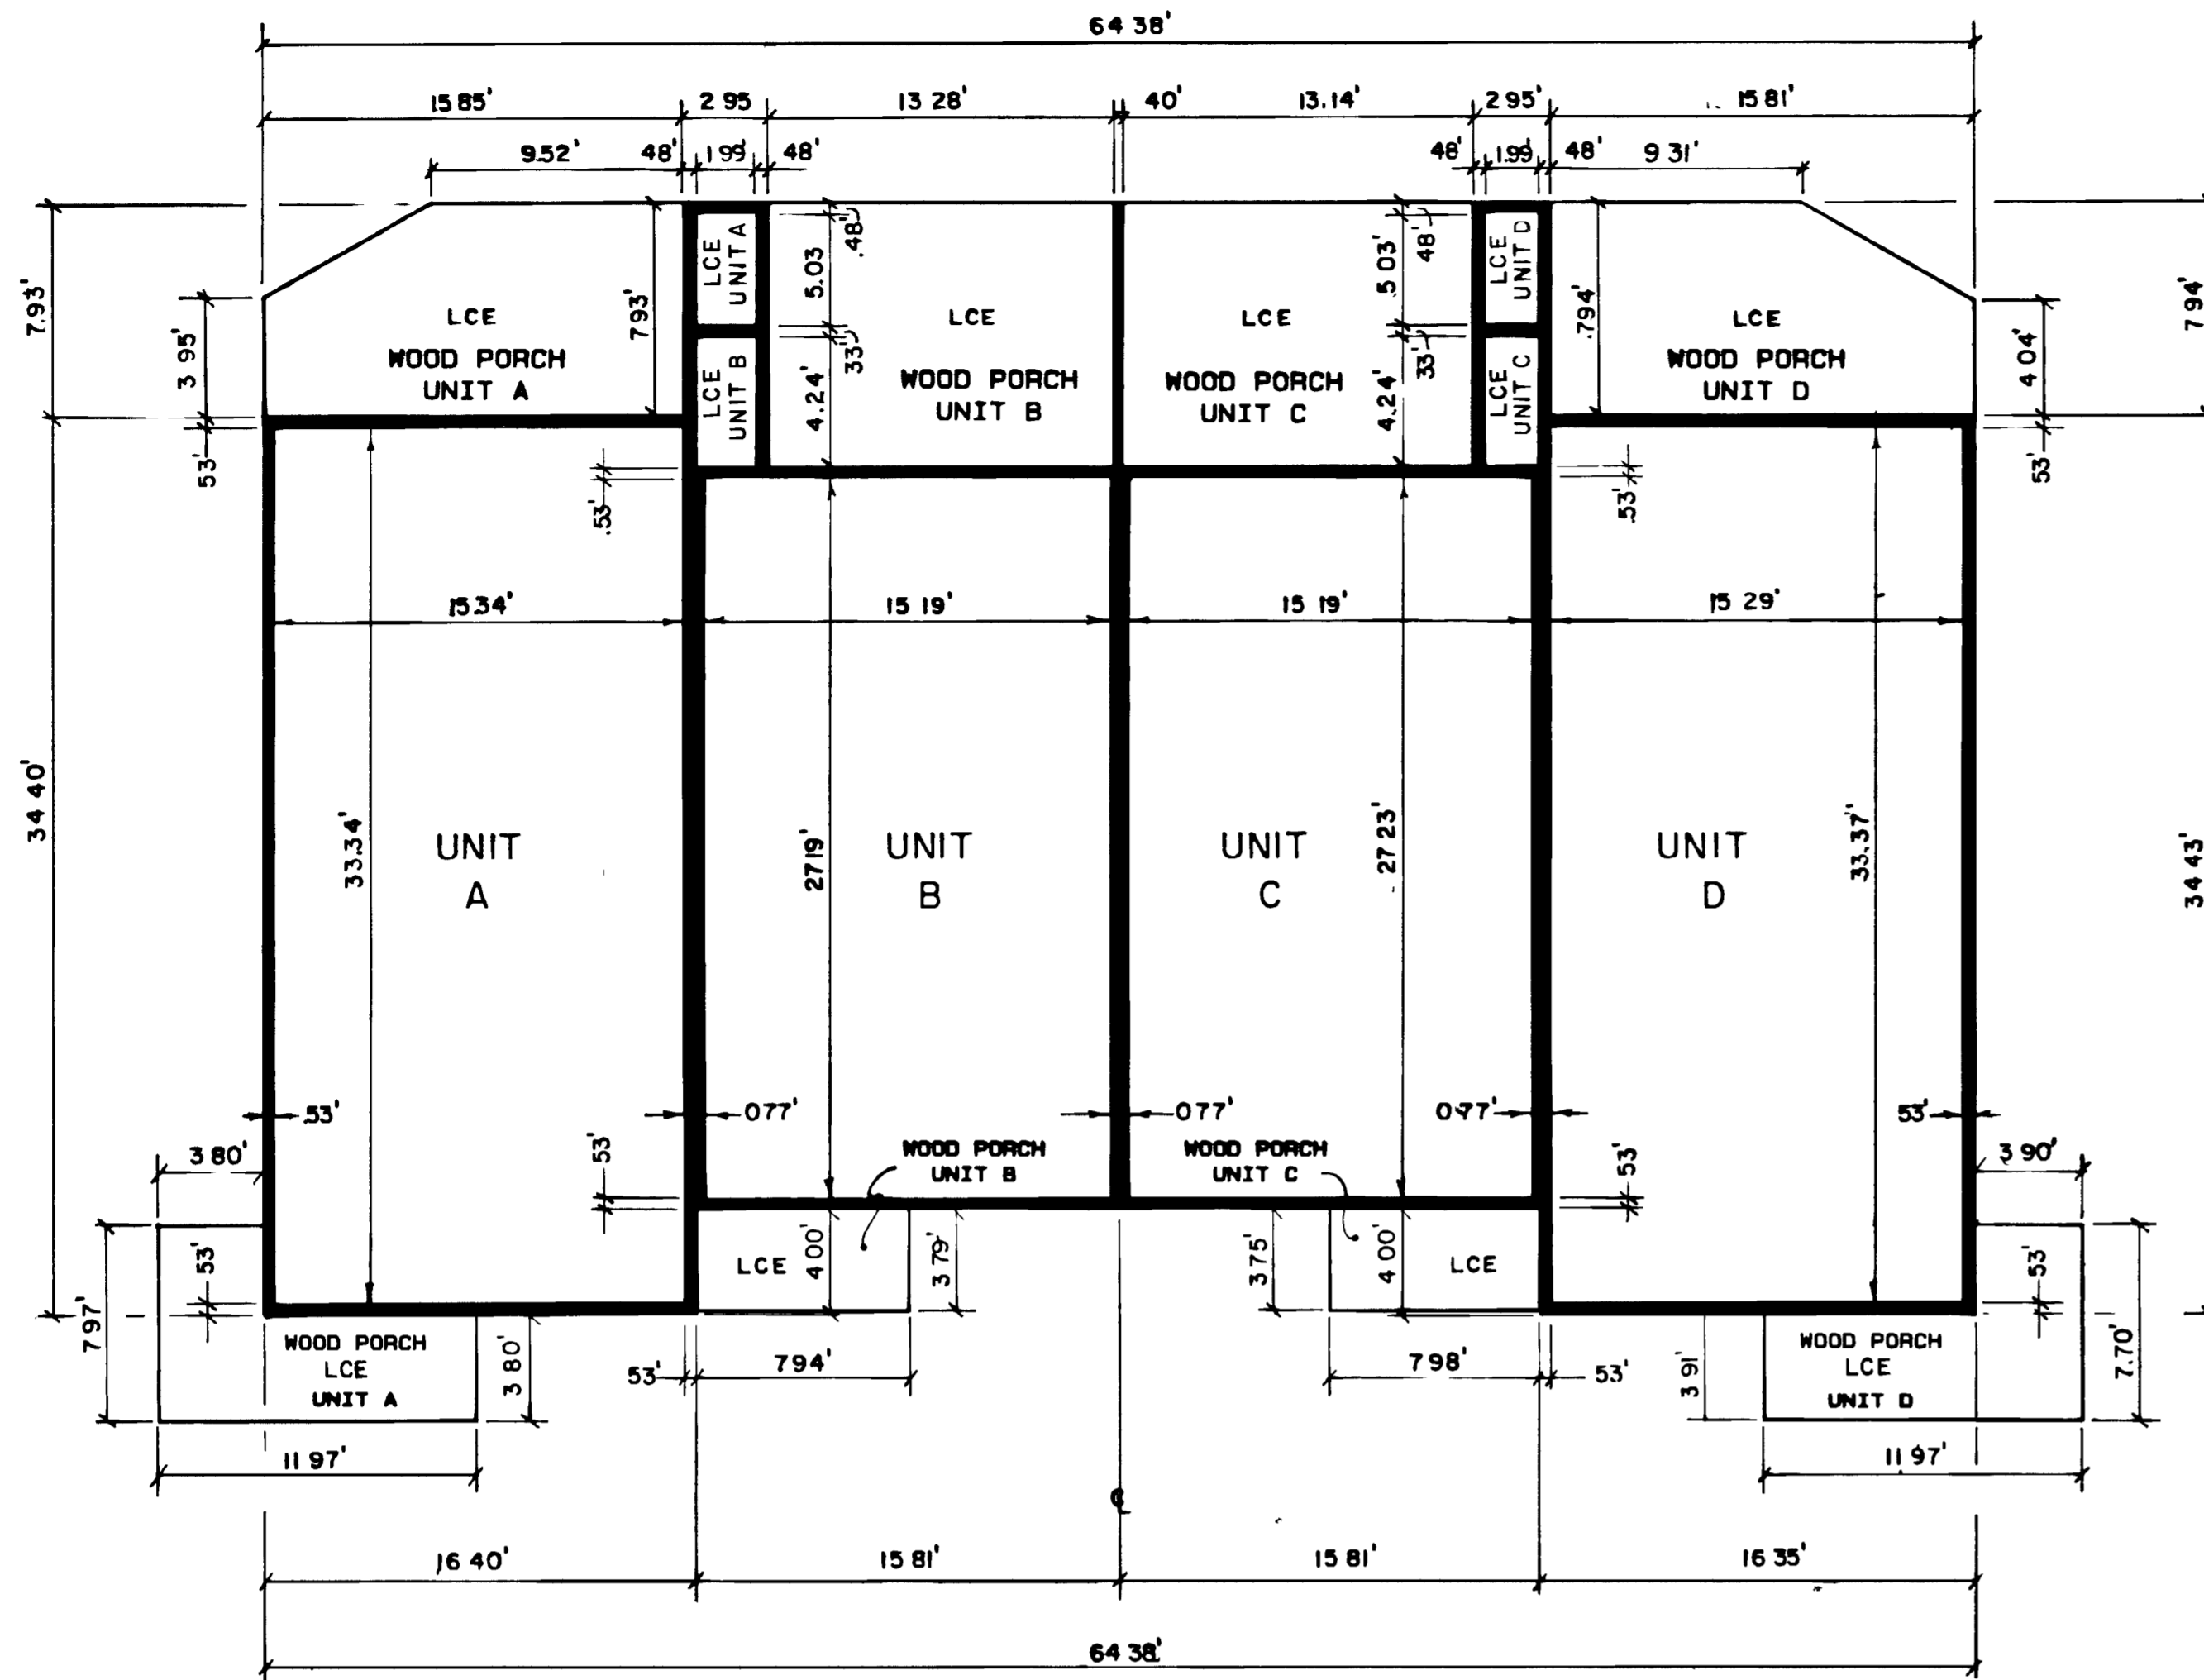 64 38'
15 85'
2 95
13 28'
40'
13.14'
2 95'
15 81'
9.52'
48'
1 99'
48'
48'
1.99'
48'
9 31'
7.93'
3 95'
53'
793'
LCE
WOOD PORCH
UNIT A
LCE
UNIT A
LCE
UNIT B
5.03
.48'
33'
4.24'
LCE
WOOD PORCH
UNIT B
LCE
WOOD PORCH
UNIT C
5 03'
48'
33'
4.24'
LCE
UNIT D
LCE
UNIT C
.794'
LCE
WOOD PORCH
UNIT D
4 04'
53'
7 94'
.53'
.53'
15.34'
15 19'
15 19'
15 29'
34 40'
33.34'
27.19'
27 23'
33.37'
34 43'
UNIT
A
UNIT
B
UNIT
C
UNIT
D
.53'
077'
077'
0.77'
53'
3 80'
53'
WOOD PORCH
UNIT B
WOOD PORCH
UNIT C
53'
3 90'
7 97'
53'
LCE
4 00'
3 79'
3 75'
4 00'
LCE
53'
7.70'
WOOD PORCH
LCE
UNIT A
3 80'
53'
794'
798'
53'
3 91'
WOOD PORCH
LCE
UNIT D
11 97'
11 97'
℄
16 40'
15 81'
15 81'
16 35'
64 38'